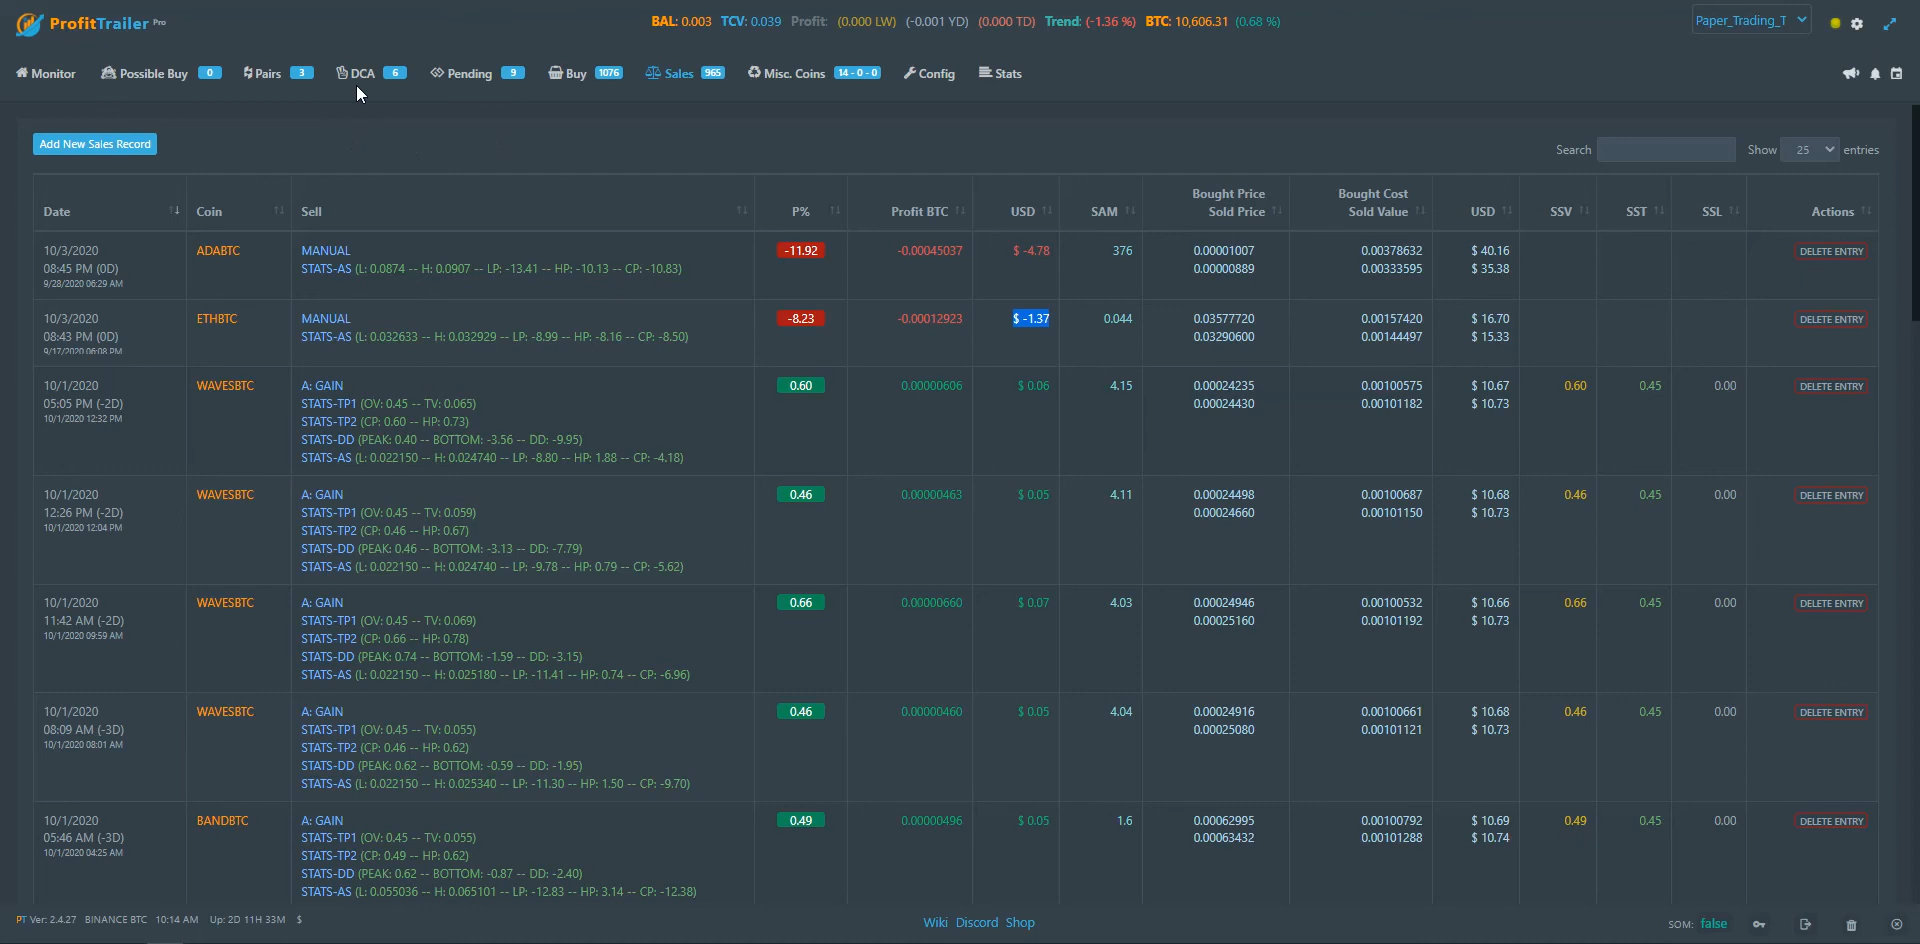 ProfitTrailer Pro
BAL: 0.003 TCV: 0.039 Profit: (0.000 LW) (-0.001 YD) (0.000 TD) Trend: (-1.36 %) BTC: 10,606.31 (0.68 %)
Paper_Trading_T
Monitor Possible Buy 0 Pairs 3 DCA 6 Pending 9 Buy 1076 Sales 965 Misc. Coins 14 - 0 - 0 Config Stats
Add New Sales Record
Search Show 25 entries
Date Coin Sell P% Profit BTC USD SAM Bought Price Bought Cost USD SSV SST SSL Actions
Sold Price Sold Value
10/3/2020 ADABTC MANUAL -11.92 -0.00045037 $ -4.78 376 0.00001007 0.00378632 $ 40.16 DELETE ENTRY
08:45 PM (0D) STATS-AS (L: 0.0874 -- H: 0.0907 -- LP: -13.41 -- HP: -10.13 -- CP: -10.83) 0.00000889 0.00333595 $ 35.38
9/28/2020 06:29 AM
10/3/2020 ETHBTC MANUAL -8.23 -0.00012923 $ -1.37 0.044 0.03577720 0.00157420 $ 16.70 DELETE ENTRY
08:43 PM (0D) STATS-AS (L: 0.032633 -- H: 0.032929 -- LP: -8.99 -- HP: -8.16 -- CP: -8.50) 0.03290600 0.00144497 $ 15.33
9/17/2020 06:08 PM
10/1/2020 WAVESBTC A: GAIN 0.60 0.00000606 $ 0.06 4.15 0.00024235 0.00100575 $ 10.67 0.60 0.45 0.00 DELETE ENTRY
05:05 PM (-2D) STATS-TP1 (OV: 0.45 -- TV: 0.065) 0.00024430 0.00101182 $ 10.73
10/1/2020 12:32 PM STATS-TP2 (CP: 0.60 -- HP: 0.73)
STATS-DD (PEAK: 0.40 -- BOTTOM: -3.56 -- DD: -9.95)
STATS-AS (L: 0.022150 -- H: 0.024740 -- LP: -8.80 -- HP: 1.88 -- CP: -4.18)
10/1/2020 WAVESBTC A: GAIN 0.46 0.00000463 $ 0.05 4.11 0.00024498 0.00100687 $ 10.68 0.46 0.45 0.00 DELETE ENTRY
12:26 PM (-2D) STATS-TP1 (OV: 0.45 -- TV: 0.059) 0.00024660 0.00101150 $ 10.73
10/1/2020 12:04 PM STATS-TP2 (CP: 0.46 -- HP: 0.67)
STATS-DD (PEAK: 0.46 -- BOTTOM: -3.13 -- DD: -7.79)
STATS-AS (L: 0.022150 -- H: 0.024740 -- LP: -9.78 -- HP: 0.79 -- CP: -5.62)
10/1/2020 WAVESBTC A: GAIN 0.66 0.00000660 $ 0.07 4.03 0.00024946 0.00100532 $ 10.66 0.66 0.45 0.00 DELETE ENTRY
11:42 AM (-2D) STATS-TP1 (OV: 0.45 -- TV: 0.069) 0.00025160 0.00101192 $ 10.73
10/1/2020 09:59 AM STATS-TP2 (CP: 0.66 -- HP: 0.78)
STATS-DD (PEAK: 0.74 -- BOTTOM: -1.59 -- DD: -3.15)
STATS-AS (L: 0.022150 -- H: 0.025180 -- LP: -11.41 -- HP: 0.74 -- CP: -6.96)
10/1/2020 WAVESBTC A: GAIN 0.46 0.00000460 $ 0.05 4.04 0.00024916 0.00100661 $ 10.68 0.46 0.45 0.00 DELETE ENTRY
08:09 AM (-3D) STATS-TP1 (OV: 0.45 -- TV: 0.055) 0.00025080 0.00101121 $ 10.73
10/1/2020 08:01 AM STATS-TP2 (CP: 0.46 -- HP: 0.62)
STATS-DD (PEAK: 0.62 -- BOTTOM: -0.59 -- DD: -1.95)
STATS-AS (L: 0.022150 -- H: 0.025340 -- LP: -11.30 -- HP: 1.50 -- CP: -9.70)
10/1/2020 BANDBTC A: GAIN 0.49 0.00000496 $ 0.05 1.6 0.00062995 0.00100792 $ 10.69 0.49 0.45 0.00 DELETE ENTRY
05:46 AM (-3D) STATS-TP1 (OV: 0.45 -- TV: 0.055) 0.00063432 0.00101288 $ 10.74
10/1/2020 04:25 AM STATS-TP2 (CP: 0.49 -- HP: 0.62)
STATS-DD (PEAK: 0.62 -- BOTTOM: -0.87 -- DD: -2.40)
STATS-AS (L: 0.055036 -- H: 0.065101 -- LP: -12.83 -- HP: 3.14 -- CP: -12.38)
PT Ver: 2.4.27 BINANCE BTC 10:14 AM Up: 2D 11H 33M $ Wiki Discord Shop SOM: false